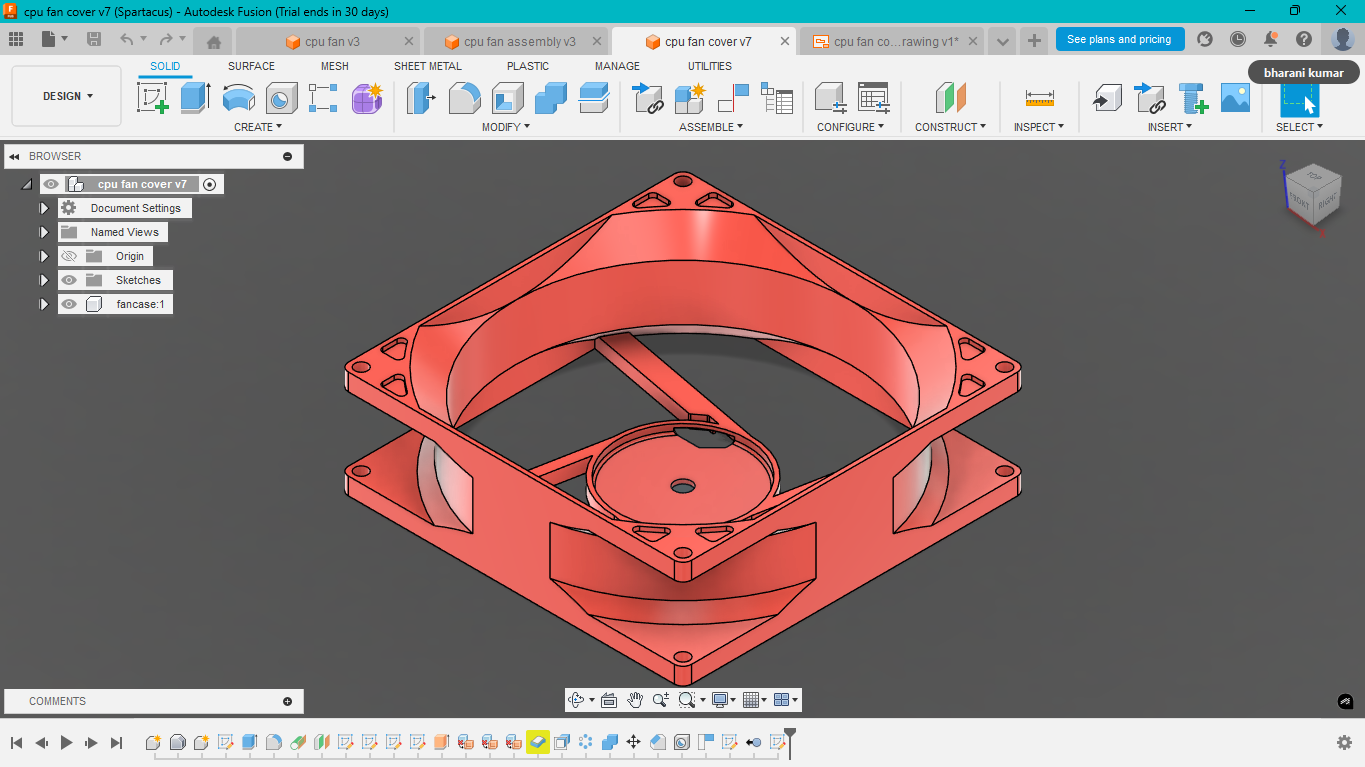 cpu fan cover v7 (Spartacus) - Autodesk Fusion (Trial ends in 30 days)
cpu fan v3
cpu fan assembly v3
cpu fan cover v7
cpu fan co...rawing v1*
See plans and pricing
SOLID SURFACE MESH SHEET METAL PLASTIC MANAGE UTILITIES
bharani kumar
DESIGN
CREATE MODIFY ASSEMBLE CONFIGURE CONSTRUCT INSPECT INSERT SELECT
BROWSER
cpu fan cover v7
Document Settings
Named Views
Origin
Sketches
fancase:1
Z
TOP
FRONT
RIGHT
X
COMMENTS